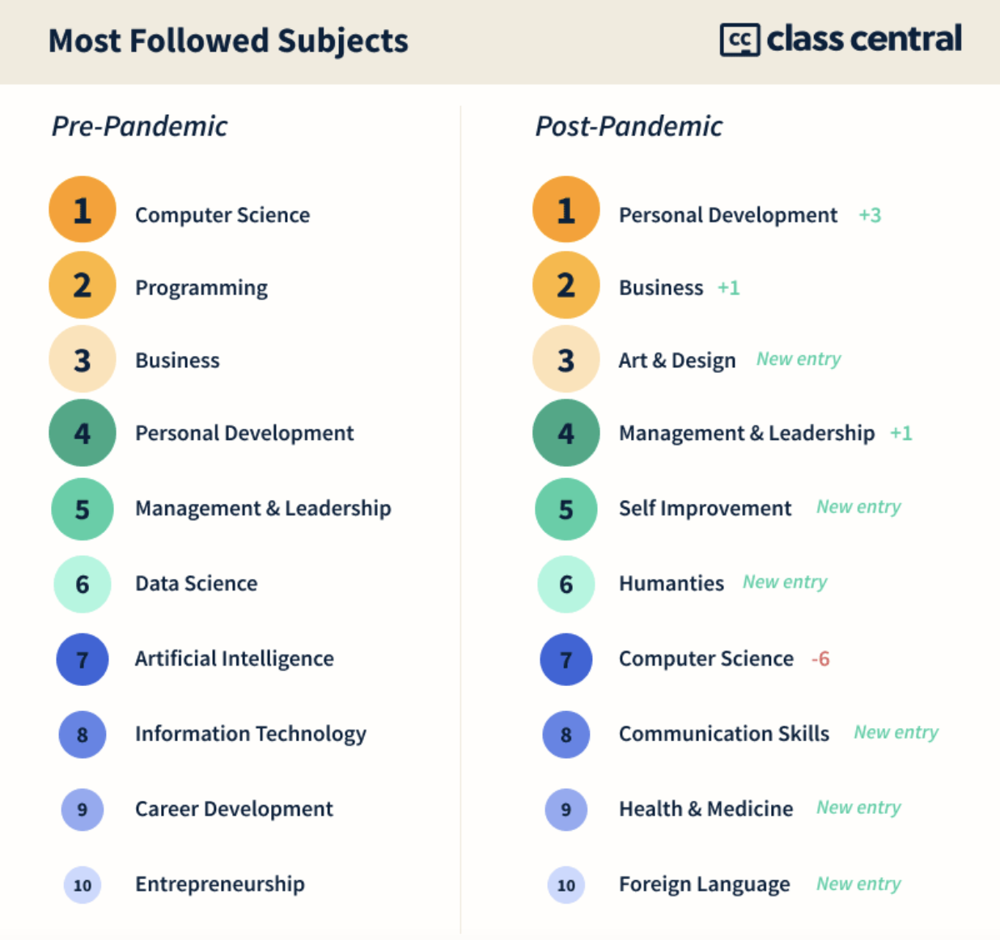 Most Followed Subjects
cc class central
Pre-Pandemic
1 Computer Science
2 Programming
3 Business
4 Personal Development
5 Management & Leadership
6 Data Science
7 Artificial Intelligence
8 Information Technology
9 Career Development
10 Entrepreneurship
Post-Pandemic
1 Personal Development +3
2 Business +1
3 Art & Design New entry
4 Management & Leadership +1
5 Self Improvement New entry
6 Humanties New entry
7 Computer Science -6
8 Communication Skills New entry
9 Health & Medicine New entry
10 Foreign Language New entry